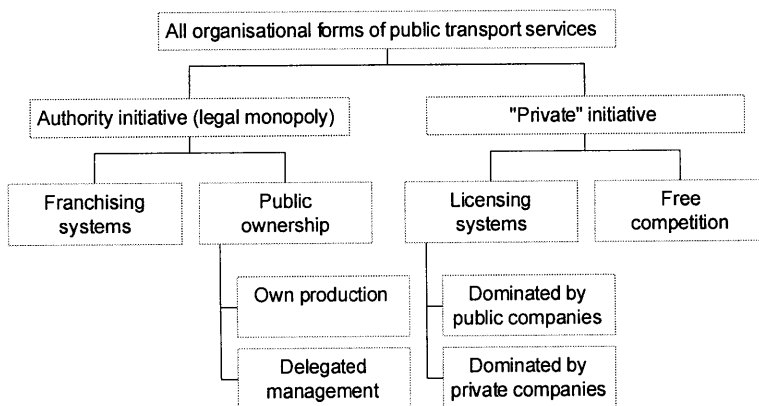 All organisational forms of public transport services
Authority initiative (legal monopoly)
"Private" initiative
Franchising
systems
Public
ownership
Licensing
systems
Free
competition
Own production
Dominated by
public companies
Delegated
management
Dominated by
private companies